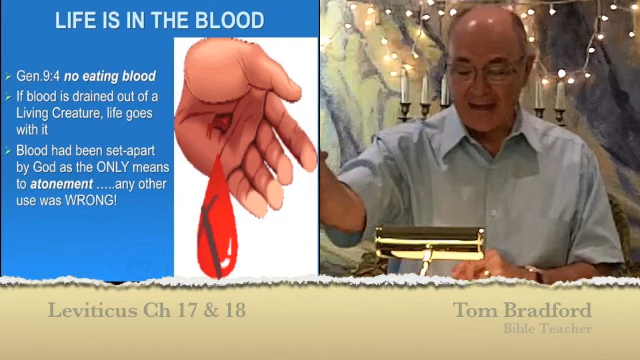 LIFE IS IN THE BLOOD
Gen.9:4 no eating blood
If blood is drained out of a
Living Creature, life goes
with it
Blood had been set-apart
by God as the ONLY means
to atonement .....any other
use was WRONG!
Leviticus Ch 17 & 18
Tom Bradford
Bible Teacher